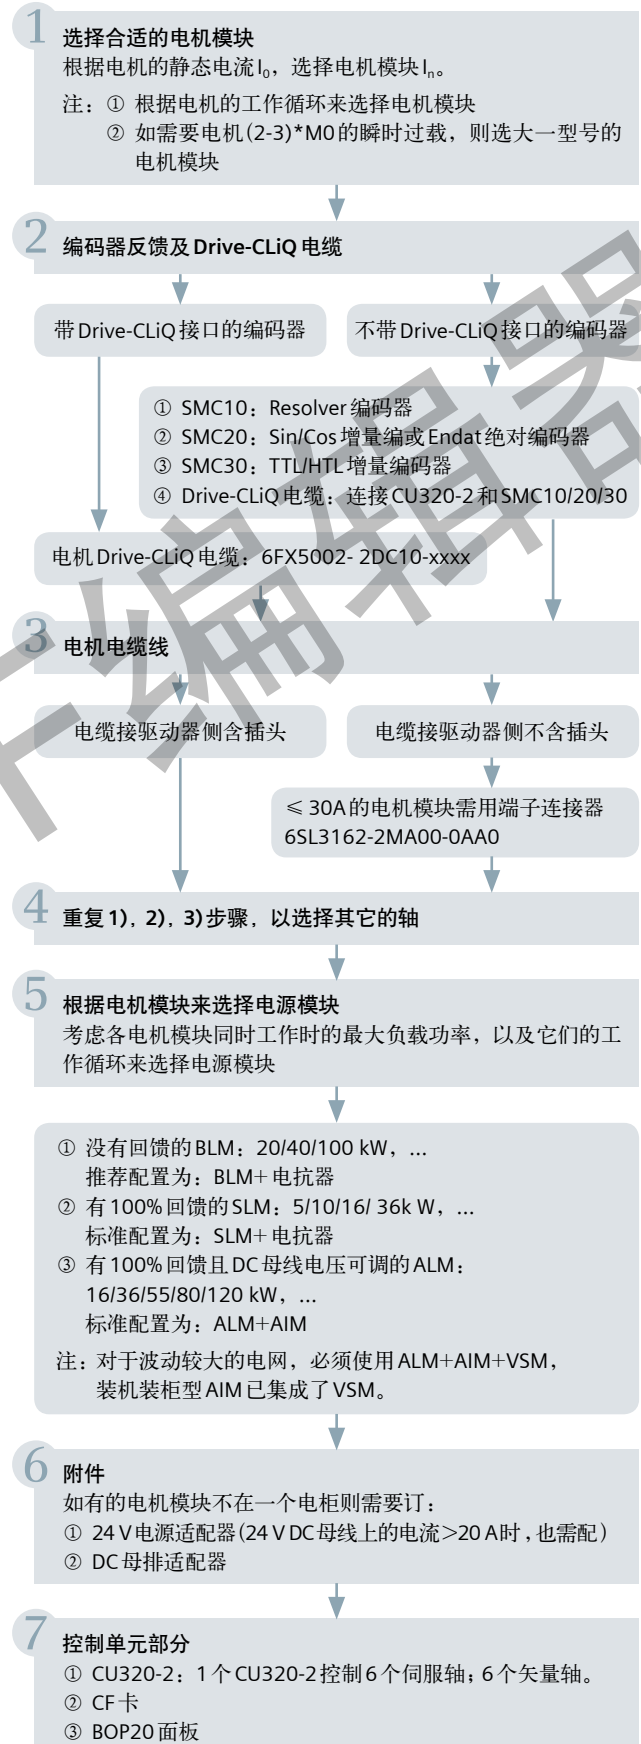 1
选择合适的电机模块
根据电机的静态电流I₀，选择电机模块Iₙ。
注：① 根据电机的工作循环来选择电机模块
② 如需要电机(2-3)*M0的瞬时过载，则选大一型号的
电机模块
2
编码器反馈及Drive-CLiQ电缆
带Drive-CLiQ接口的编码器
不带Drive-CLiQ接口的编码器
① SMC10：Resolver编码器
② SMC20：Sin/Cos增量编或Endat绝对编码器
③ SMC30：TTL/HTL增量编码器
④ Drive-CLiQ电缆：连接CU320-2和SMC10/20/30
电机Drive-CLiQ电缆：6FX5002- 2DC10-xxxx
3
电机电缆线
电缆接驱动器侧含插头
电缆接驱动器侧不含插头
≤ 30A的电机模块需用端子连接器
6SL3162-2MA00-0AA0
4
重复1)，2)，3)步骤，以选择其它的轴
5
根据电机模块来选择电源模块
考虑各电机模块同时工作时的最大负载功率，以及它们的工
作循环来选择电源模块
① 没有回馈的BLM：20/40/100 kW，…
推荐配置为：BLM+电抗器
② 有100%回馈的SLM：5/10/16/ 36k W，…
标准配置为：SLM+电抗器
③ 有100%回馈且DC母线电压可调的ALM：
16/36/55/80/120 kW，…
标准配置为：ALM+AIM
注：对于波动较大的电网，必须使用ALM+AIM+VSM，
装机装柜型AIM已集成了VSM。
6
附件
如有的电机模块不在一个电柜则需要订：
① 24 V电源适配器(24 V DC母线上的电流>20 A时，也需配)
② DC母排适配器
7
控制单元部分
① CU320-2：1个CU320-2控制6个伺服轴；6个矢量轴。
② CF卡
③ BOP20面板
编辑器